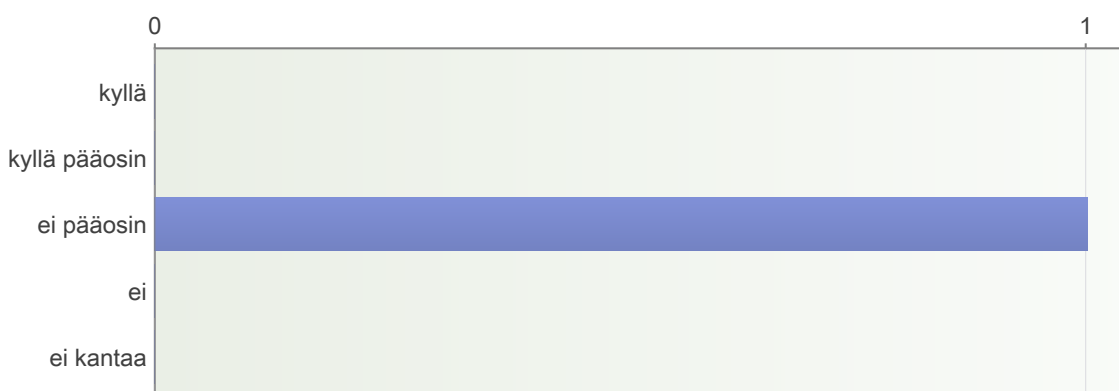 0 1
kyllä
kyllä pääosin
ei pääosin
ei
ei kantaa